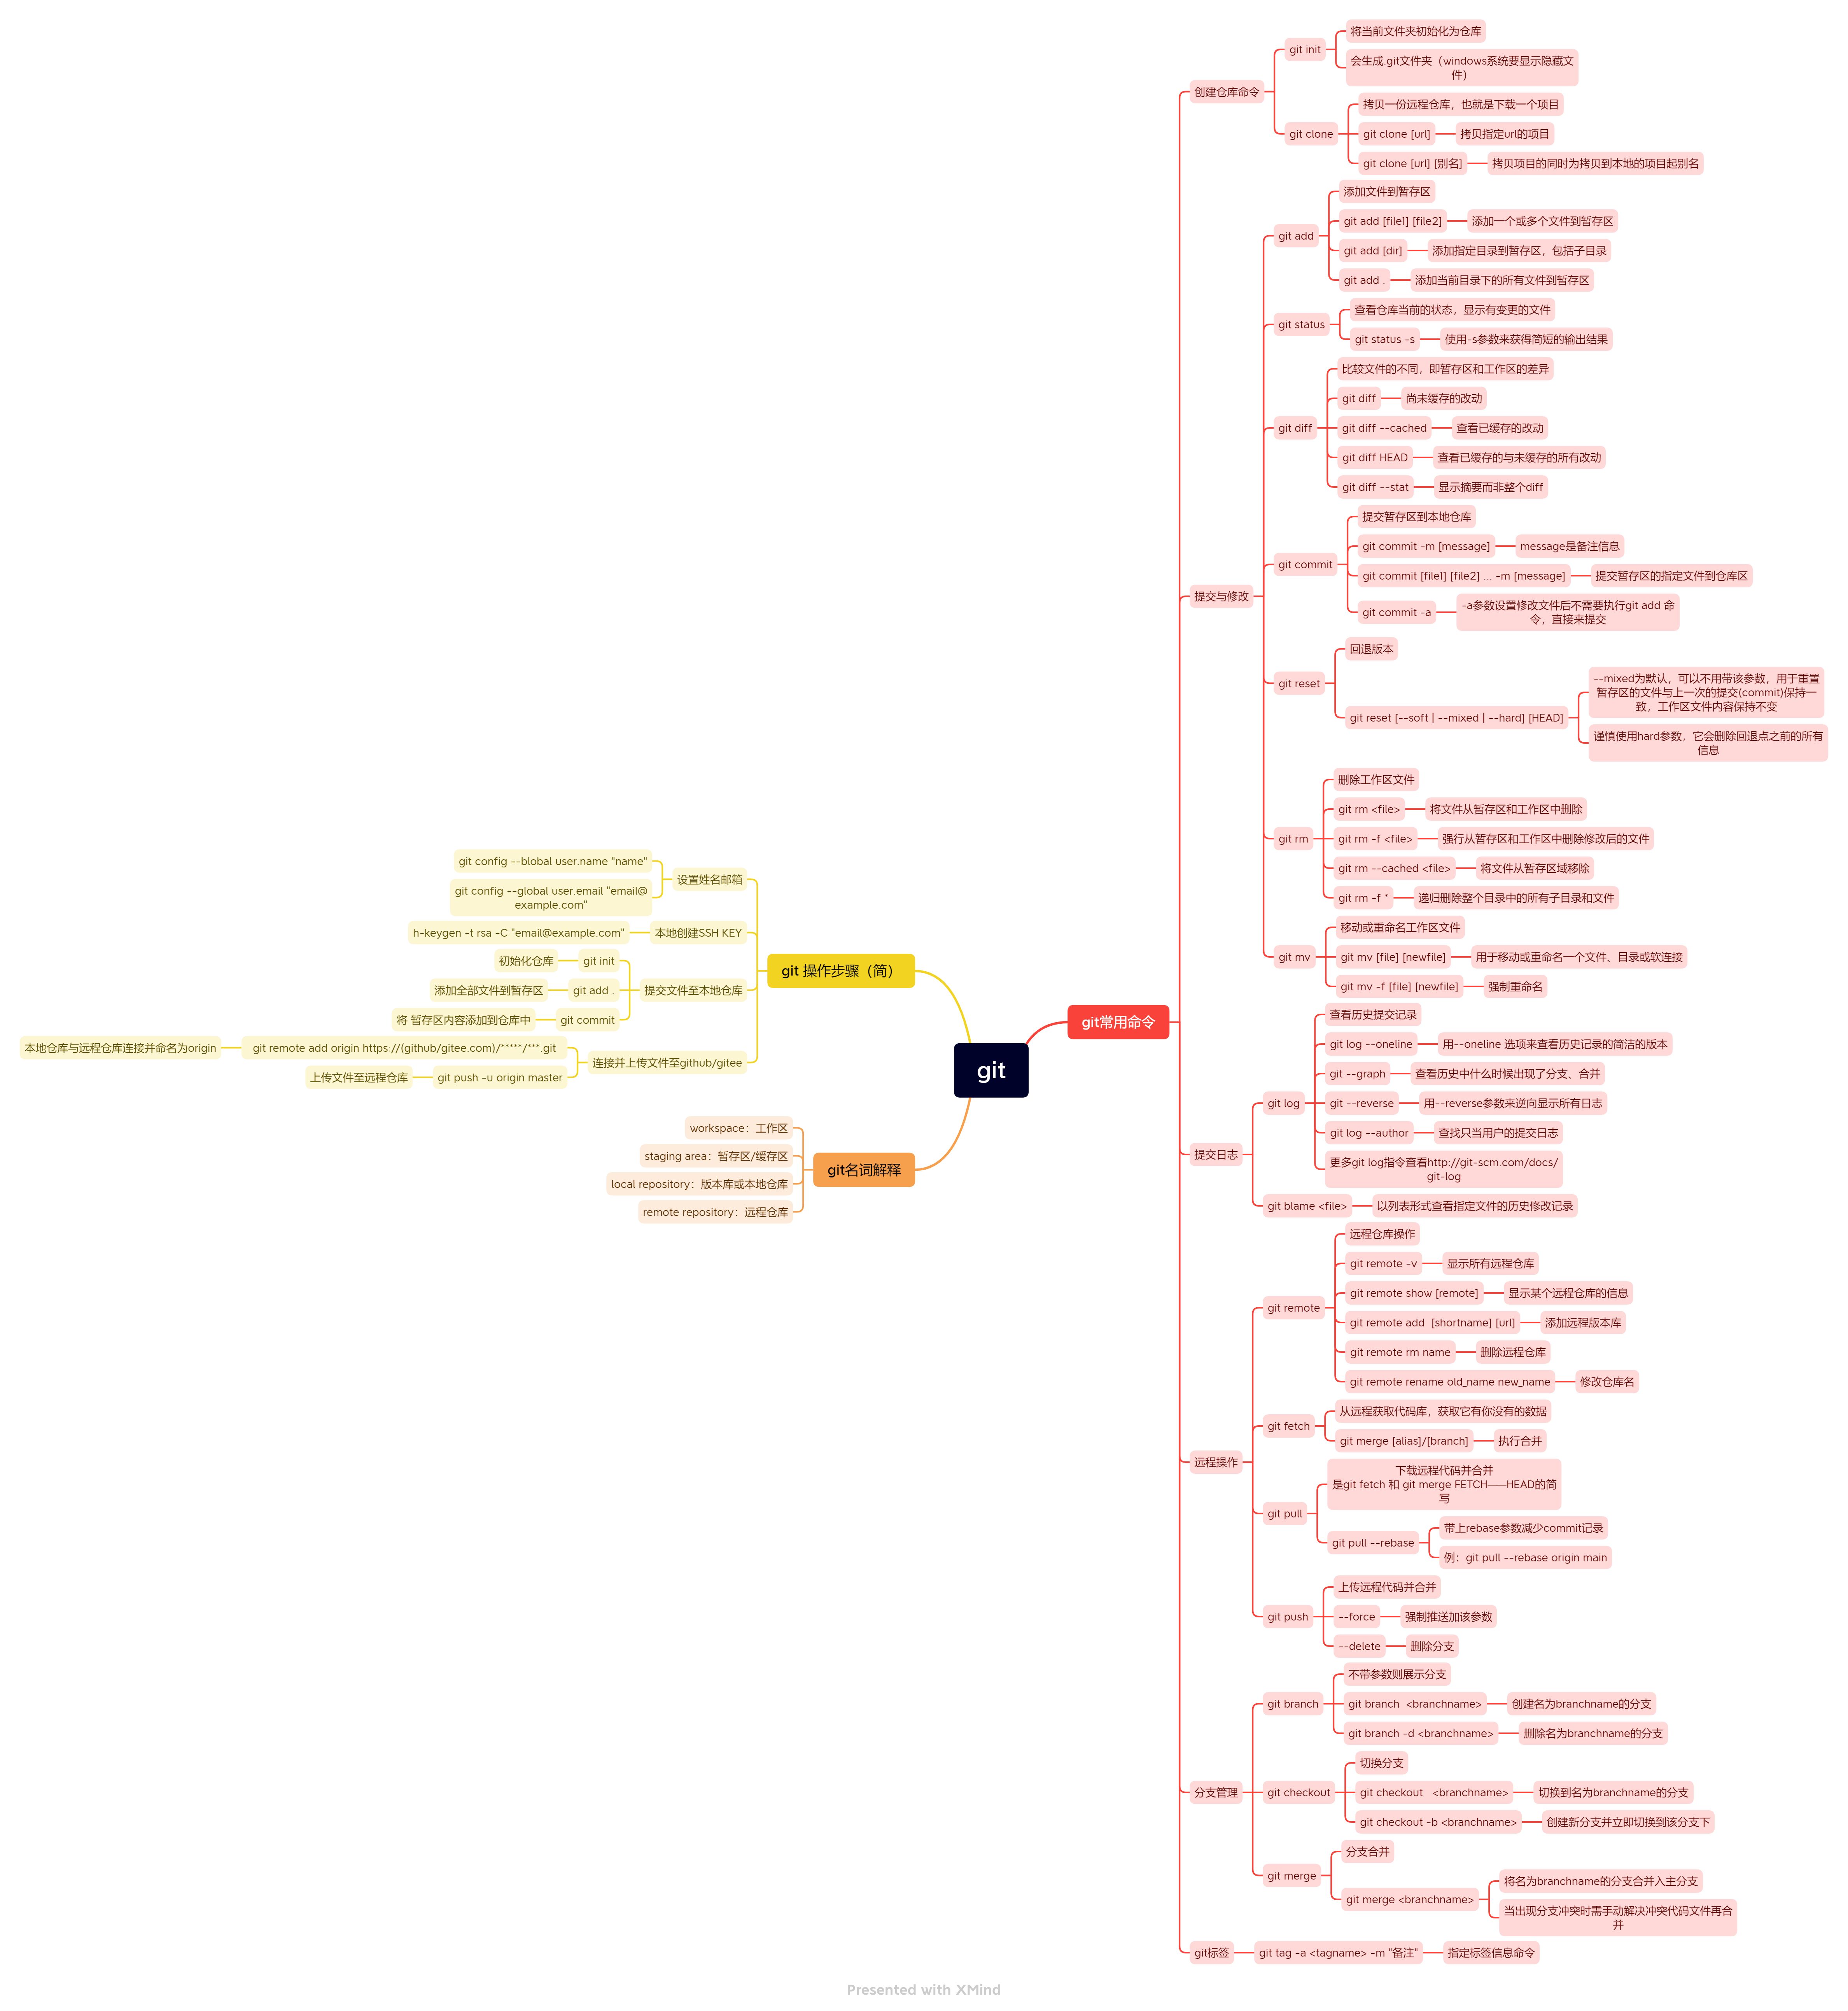 git
git常用命令
创建仓库命令
git init
将当前文件夹初始化为仓库
会生成.git文件夹（windows系统要显示隐藏文
件）
git clone
拷贝一份远程仓库，也就是下载一个项目
git clone [url]
拷贝指定url的项目
git clone [url] [别名]
拷贝项目的同时为拷贝到本地的项目起别名
提交与修改
git add
添加文件到暂存区
git add [file1] [file2]
添加一个或多个文件到暂存区
git add [dir]
添加指定目录到暂存区，包括子目录
git add .
添加当前目录下的所有文件到暂存区
git status
查看仓库当前的状态，显示有变更的文件
git status -s
使用-s参数来获得简短的输出结果
git diff
比较文件的不同，即暂存区和工作区的差异
git diff
尚未缓存的改动
git diff --cached
查看已缓存的改动
git diff HEAD
查看已缓存的与未缓存的所有改动
git diff --stat
显示摘要而非整个diff
git commit
提交暂存区到本地仓库
git commit -m [message]
message是备注信息
git commit [file1] [file2] ... -m [message]
提交暂存区的指定文件到仓库区
git commit -a
-a参数设置修改文件后不需要执行git add 命
令，直接来提交
git reset
回退版本
git reset [--soft | --mixed | --hard] [HEAD]
--mixed为默认，可以不用带该参数，用于重置
暂存区的文件与上一次的提交(commit)保持一
致，工作区文件内容保持不变
谨慎使用hard参数，它会删除回退点之前的所有
信息
git rm
删除工作区文件
git rm <file>
将文件从暂存区和工作区中删除
git rm -f <file>
强行从暂存区和工作区中删除修改后的文件
git rm --cached <file>
将文件从暂存区域移除
git rm -f *
递归删除整个目录中的所有子目录和文件
git mv
移动或重命名工作区文件
git mv [file] [newfile]
用于移动或重命名一个文件、目录或软连接
git mv -f [file] [newfile]
强制重命名
提交日志
git log
查看历史提交记录
git log --oneline
用--oneline 选项来查看历史记录的简洁的版本
git --graph
查看历史中什么时候出现了分支、合并
git --reverse
用--reverse参数来逆向显示所有日志
git log --author
查找只当用户的提交日志
更多git log指令查看http://git-scm.com/docs/
git-log
git blame <file>
以列表形式查看指定文件的历史修改记录
远程操作
git remote
远程仓库操作
git remote -v
显示所有远程仓库
git remote show [remote]
显示某个远程仓库的信息
git remote add  [shortname] [url]
添加远程版本库
git remote rm name
删除远程仓库
git remote rename old_name new_name
修改仓库名
git fetch
从远程获取代码库，获取它有你没有的数据
git merge [alias]/[branch]
执行合并
git pull
下载远程代码并合并
是git fetch 和 git merge FETCH——HEAD的简
写
git pull --rebase
带上rebase参数减少commit记录
例：git pull --rebase origin main
git push
上传远程代码并合并
--force
强制推送加该参数
--delete
删除分支
分支管理
git branch
不带参数则展示分支
git branch  <branchname>
创建名为branchname的分支
git branch -d <branchname>
删除名为branchname的分支
git checkout
切换分支
git checkout   <branchname>
切换到名为branchname的分支
git checkout -b <branchname>
创建新分支并立即切换到该分支下
git merge
分支合并
git merge <branchname>
将名为branchname的分支合并入主分支
当出现分支冲突时需手动解决冲突代码文件再合
并
git标签
git tag -a <tagname> -m "备注"
指定标签信息命令
git 操作步骤（简）
设置姓名邮箱
git config --blobal user.name "name"
git config --global user.email "email@
example.com"
本地创建SSH KEY
h-keygen -t rsa -C "email@example.com"
提交文件至本地仓库
git init
初始化仓库
git add .
添加全部文件到暂存区
git commit
将 暂存区内容添加到仓库中
连接并上传文件至github/gitee
git remote add origin https://(github/gitee.com)/*****/***.git
本地仓库与远程仓库连接并命名为origin
git push -u origin master
上传文件至远程仓库
git名词解释
workspace：工作区
staging area：暂存区/缓存区
local repository：版本库或本地仓库
remote repository：远程仓库
Presented with XMind